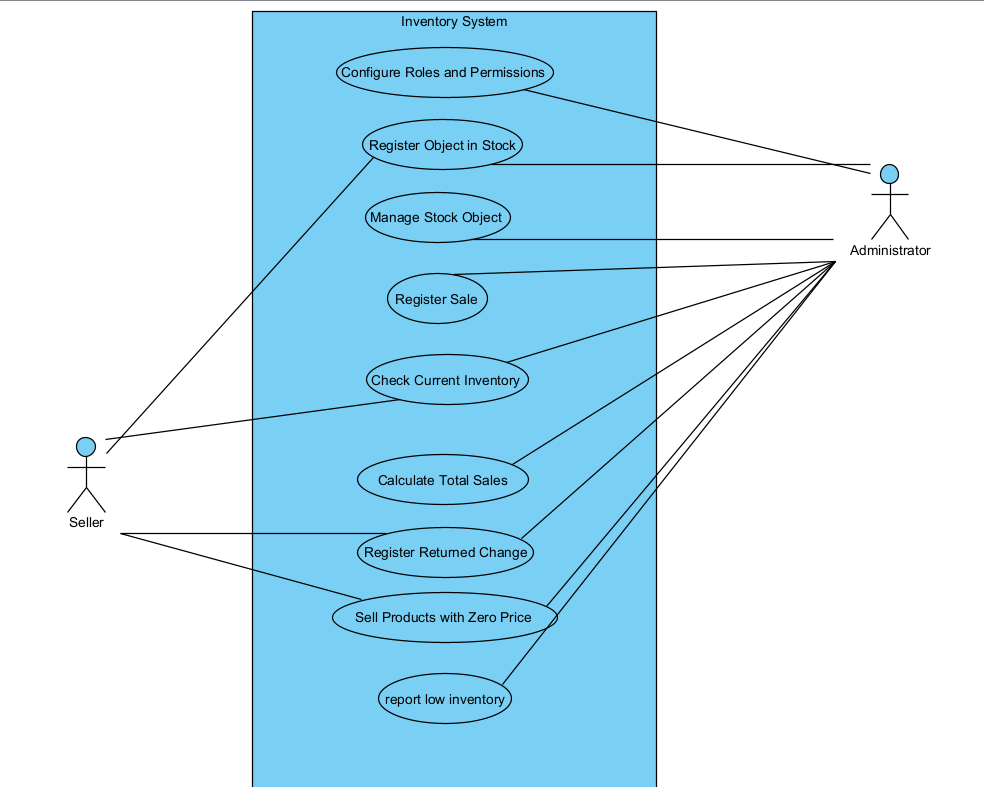 Inventory System
Configure Roles and Permissions
Register Object in Stock
Manage Stock Object
Administrator
Register Sale
Check Current Inventory
Calculate Total Sales
Seller
Register Returned Change
Sell Products with Zero Price
report low inventory